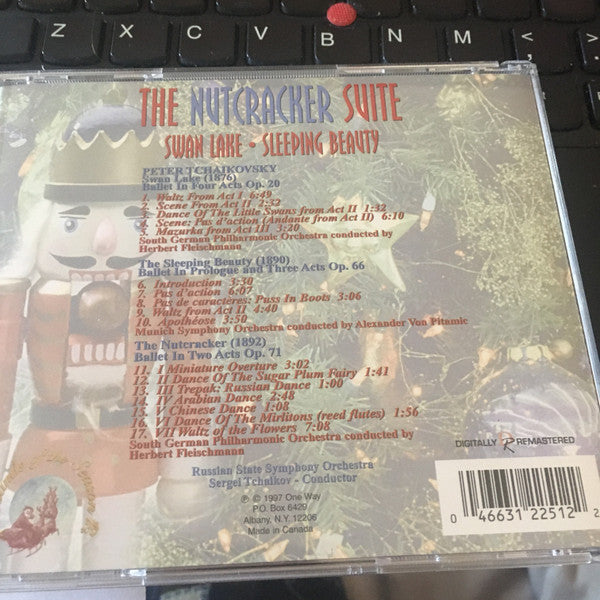 Z X C V B N M < >
, .
THE NUTCRACKER SUITE
SWAN LAKE • SLEEPING BEAUTY
PETER TCHAIKOVSKY
Swan Lake (1876)
Ballet In Four Acts Op. 20
1. Waltz From Act I 6:49
2. Scene From Act II 2:32
3. Dance Of The Little Swans from Act II 1:32
4. Scene: Pas d'action (Andante from Act II) 6:10
5. Mazurka from Act III 3:20
South German Philharmonic Orchestra conducted by
Herbert Fleischmann
The Sleeping Beauty (1890)
Ballet In Prologue and Three Acts Op. 66
6. Introduction 3:30
7. Pas d'action 6:07
8. Pas de caracteres: Puss In Boots 3:06
9. Waltz from Act II 4:40
10. Apothéose 3:50
Munich Symphony Orchestra conducted by Alexander Von Pitamic
The Nutcracker (1892)
Ballet In Two Acts Op. 71
11. I Miniature Overture 3:02
12. II Dance Of The Sugar Plum Fairy 1:41
13. III Trepak: Russian Dance 1:00
14. IV Arabian Dance 2:48
15. V Chinese Dance 1:08
16. VI Dance Of The Mirlitons (reed flutes) 1:56
17. VII Waltz of the Flowers 7:08
South German Philharmonic Orchestra conducted by
Herbert Fleischmann
Russian State Symphony Orchestra
Sergei Tchaikov - Conductor
℗ © 1997 One Way
P.O. Box 6429
Albany, N.Y. 12206
Made in Canada
DIGITALLY R REMASTERED
0 46631 22512 2